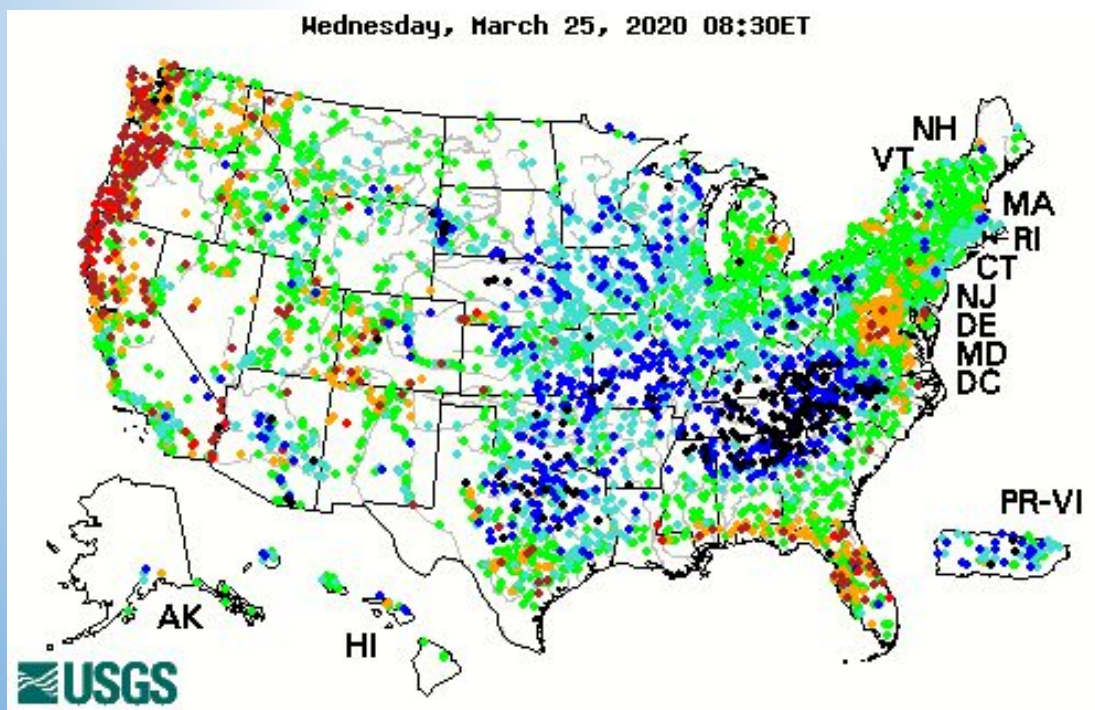 Wednesday, March 25, 2020 08:30ET
NH
VT
MA
RI
CT
NJ
DE
MD
DC
PR-VI
AK
HI
USGS